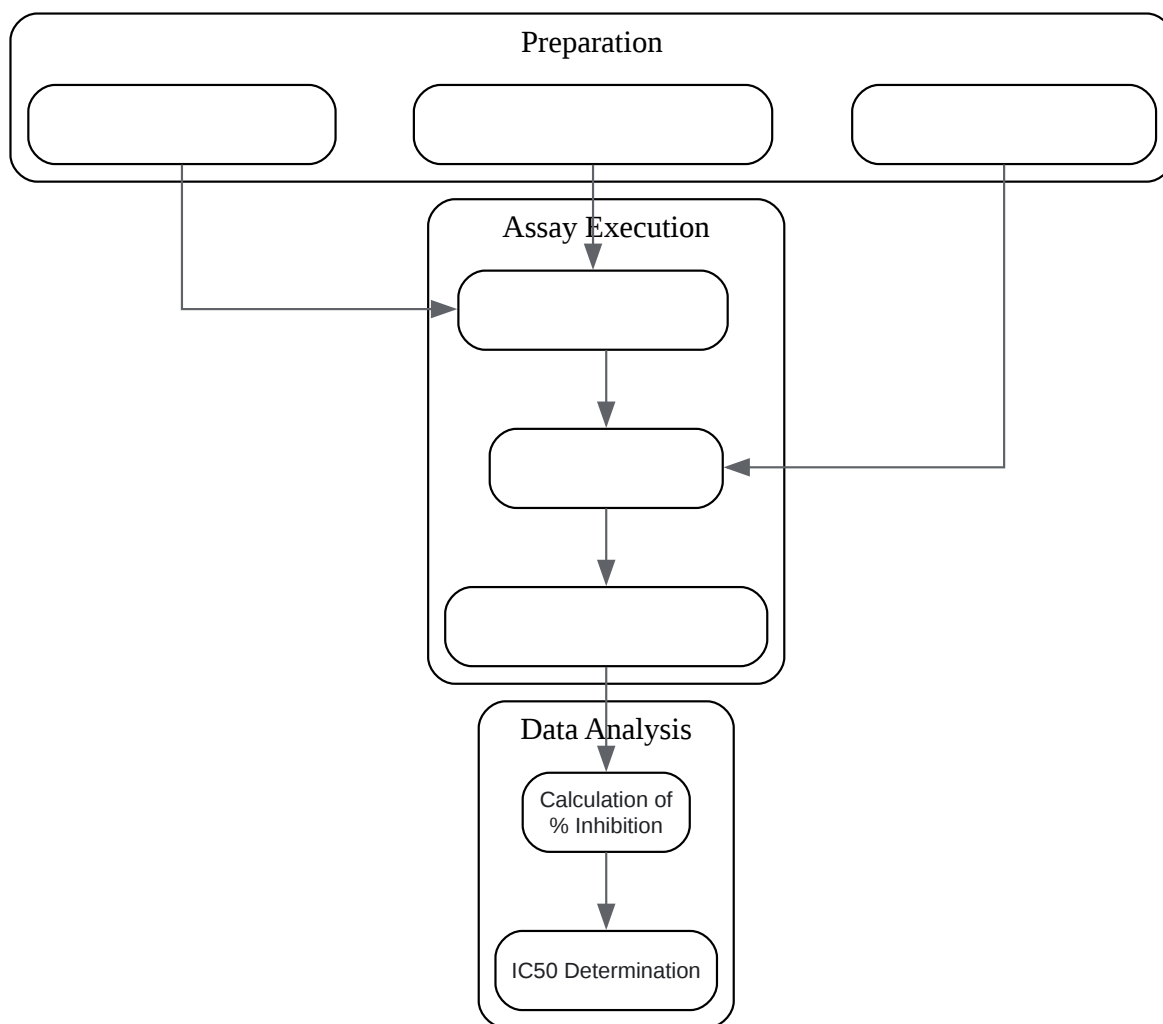 Preparation
Assay Execution
Data Analysis
Calculation of
% Inhibition
IC50 Determination